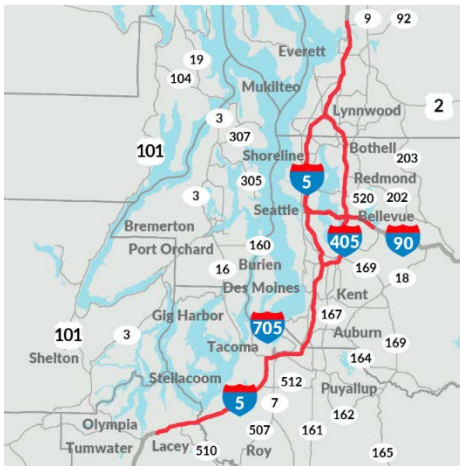 9 92
Everett
19
104
Mukilteo
2
Lynnwood
3
307
101
Bothell
Shoreline
203
Redmond
5
305
520 202
3
Seattle
Bellevue
Bremerton
405
90
Port Orchard
160
16
Burien
169
18
Des Moines
Kent
Gig Harbor
167
705
101
3
Auburn
169
Tacoma
Shelton
164
Stellacoom
512
Puyallup
5
7
162
Olympia
Tumwater
Lacey
507
161
510
Roy
165